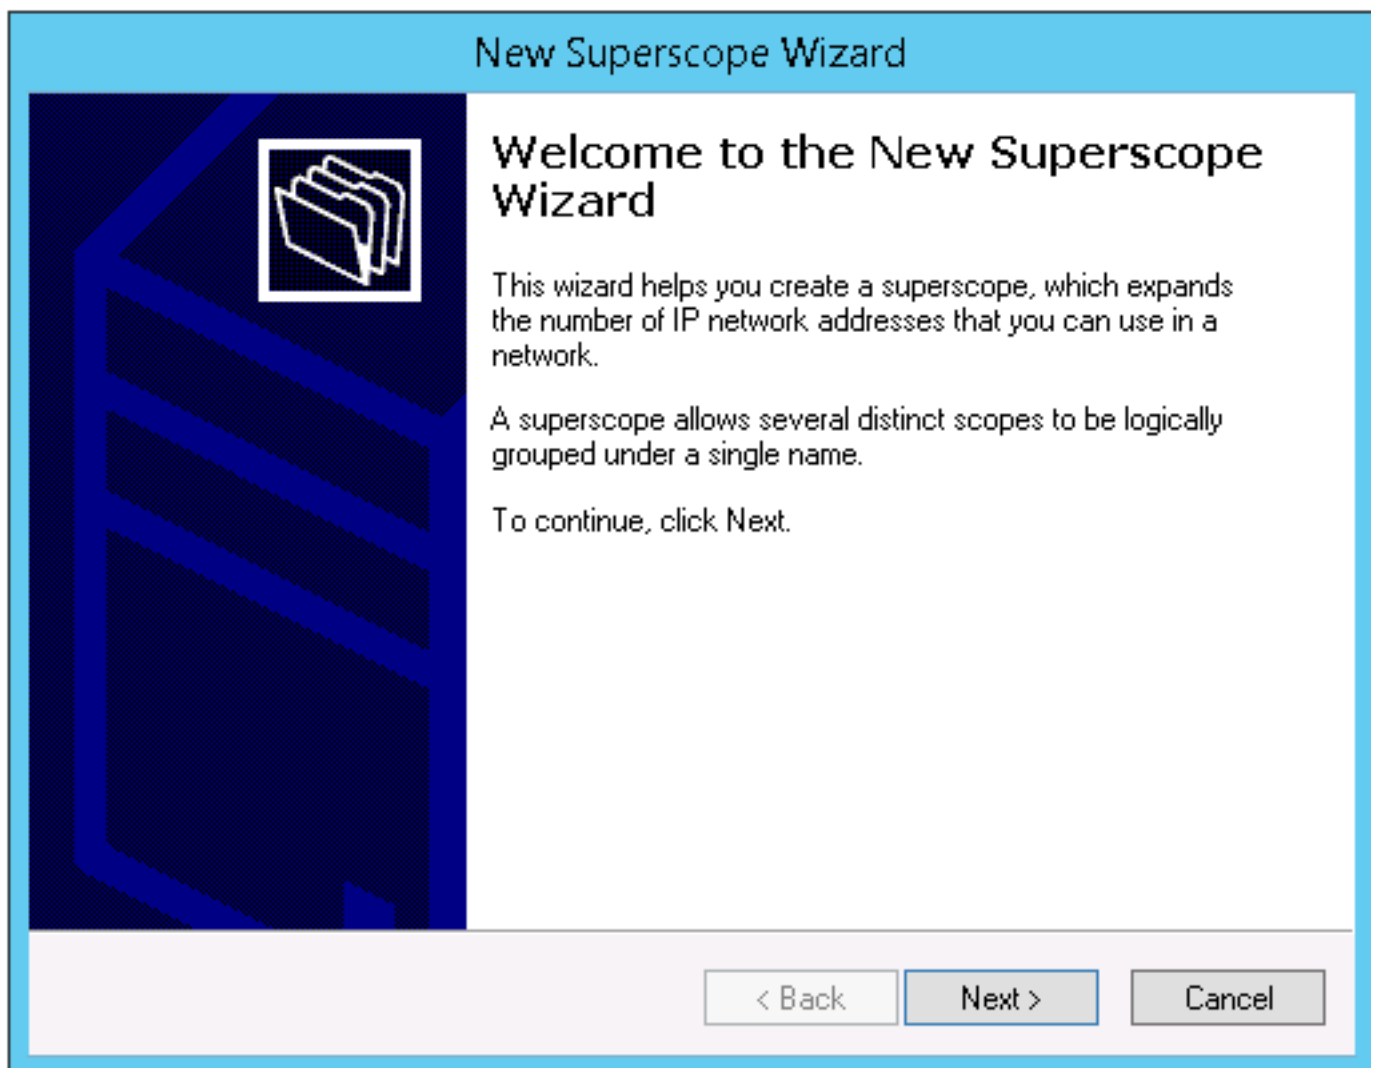 New Superscope Wizard
Welcome to the New Superscope
Wizard
This wizard helps you create a superscope, which expands
the number of IP network addresses that you can use in a
network.
A superscope allows several distinct scopes to be logically
grouped under a single name.
To continue, click Next.
< Back
Next >
Cancel